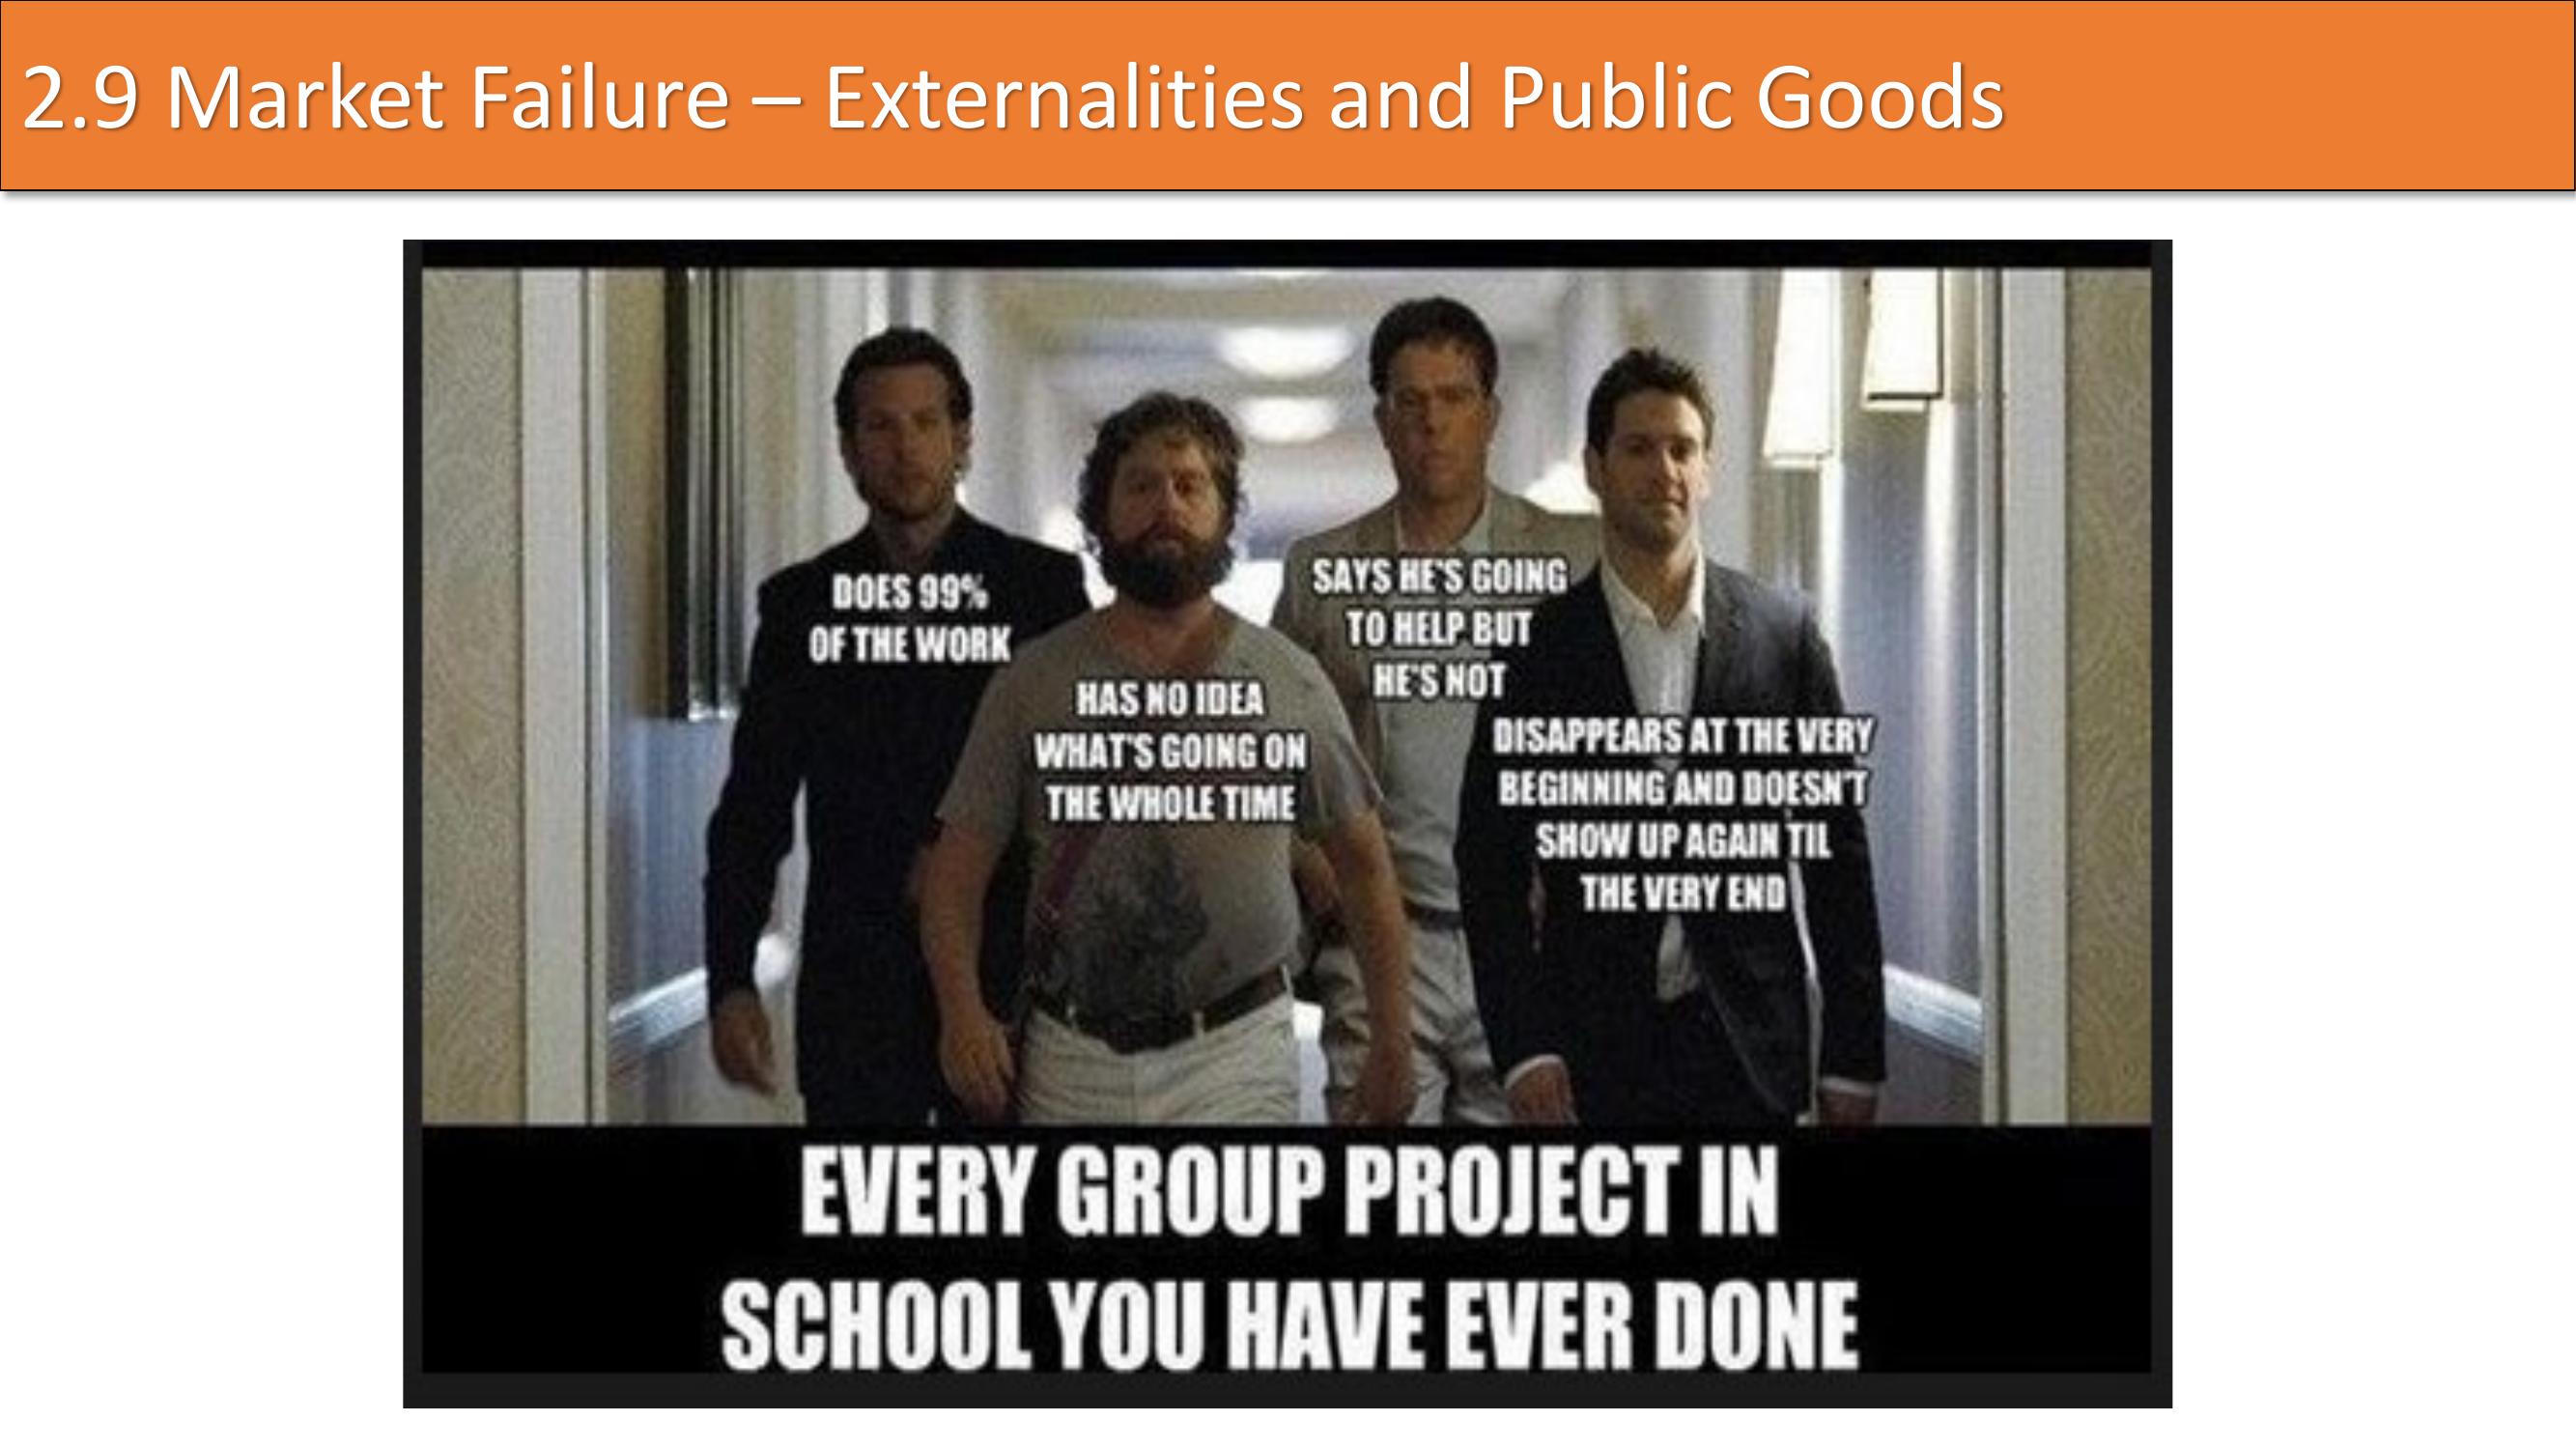 2.9 Market Failure – Externalities and Public Goods
DOES 99%
OF THE WORK
HAS NO IDEA
WHAT'S GOING ON
THE WHOLE TIME
SAYS HE'S GOING
TO HELP BUT
HE'S NOT
DISAPPEARS AT THE VERY
BEGINNING AND DOESN'T
SHOW UP AGAIN TIL
THE VERY END
EVERY GROUP PROJECT IN
SCHOOL YOU HAVE EVER DONE